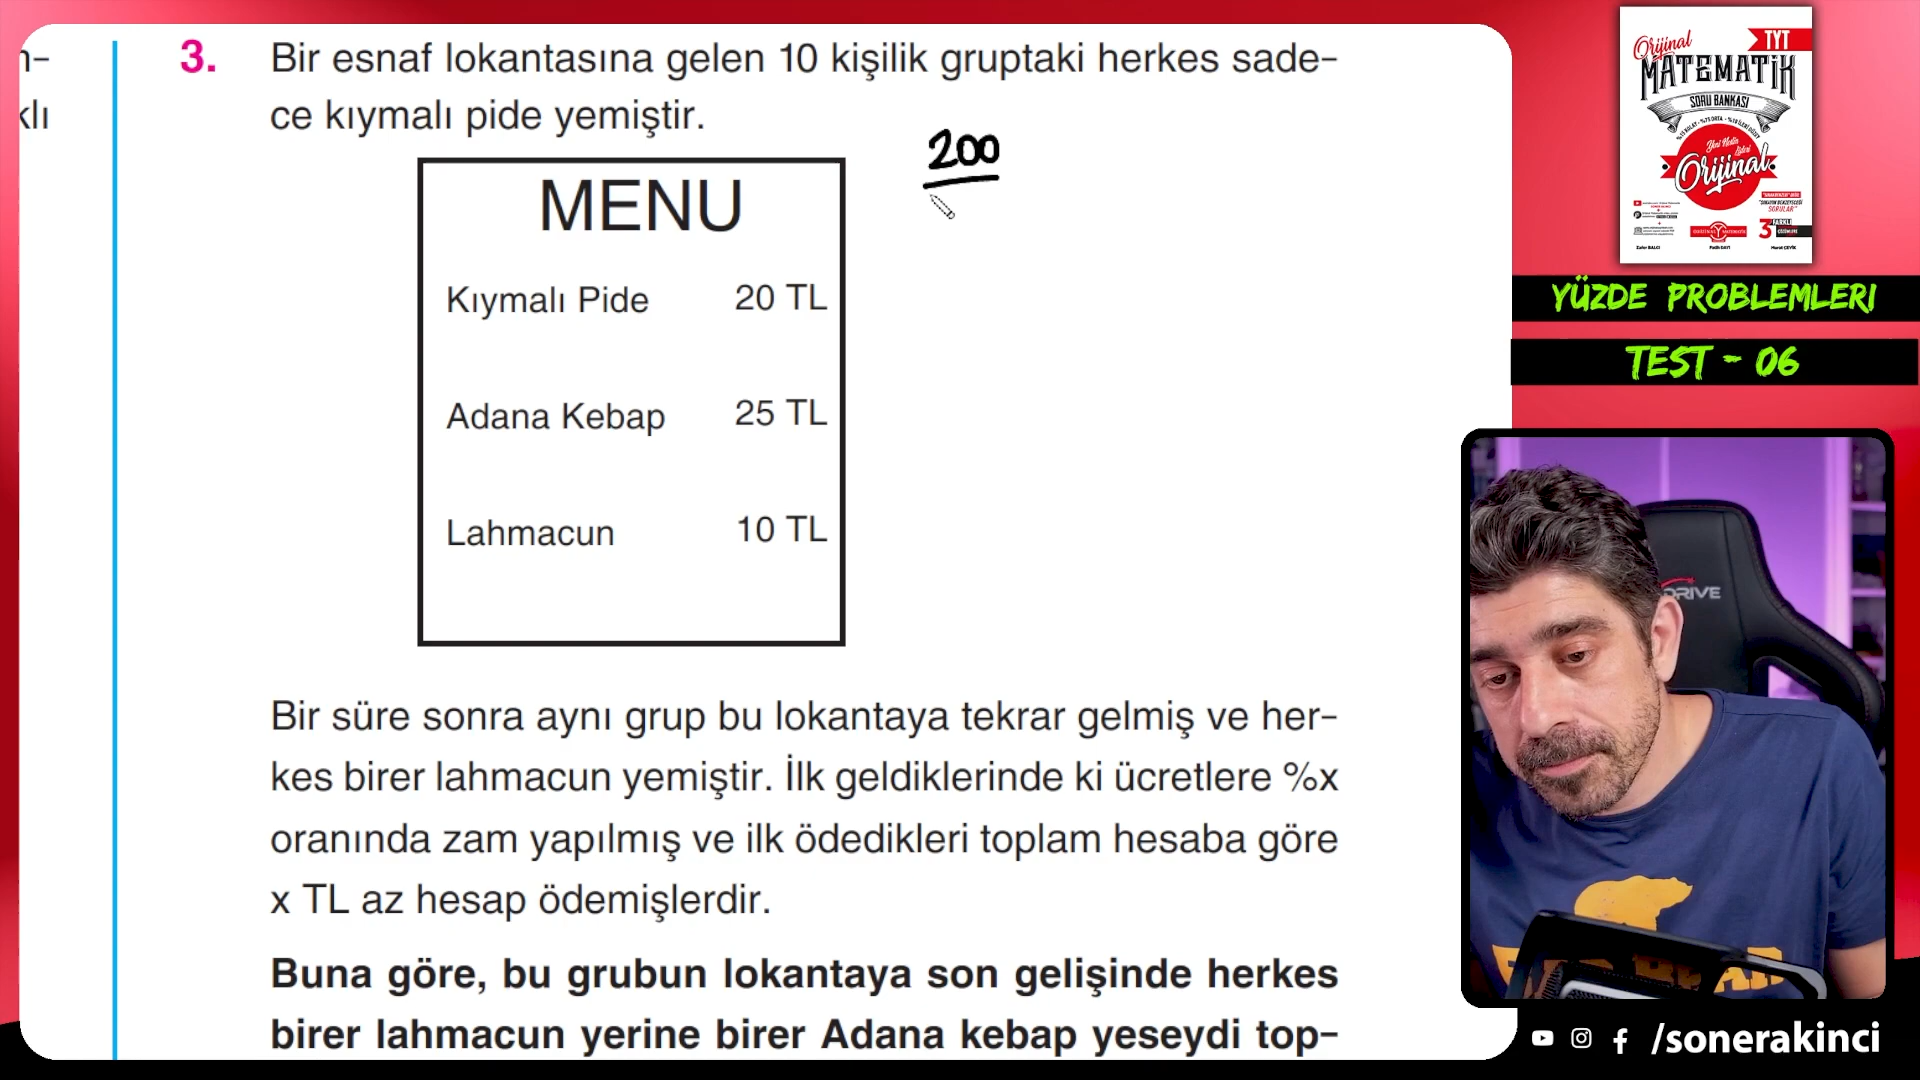 n-
klı
3. Bir esnaf lokantasına gelen 10 kişilik gruptaki herkes sade-
ce kıymalı pide yemiştir.
200
MENU
Kıymalı Pide 20 TL
Adana Kebap 25 TL
Lahmacun 10 TL
Bir süre sonra aynı grup bu lokantaya tekrar gelmiş ve her-
kes birer lahmacun yemiştir. İlk geldiklerinde ki ücretlere %x
oranında zam yapılmış ve ilk ödedikleri toplam hesaba göre
x TL az hesap ödemişlerdir.
Buna göre, bu grubun lokantaya son gelişinde herkes
birer lahmacun yerine birer Adana kebap yeseydi top-
Orijinal
TYT
MATEMATİK
SORU BANKASI
Orijinal
3
YÜZDE PROBLEMLERI
TEST - 06
DRIVE
/sonerakinci